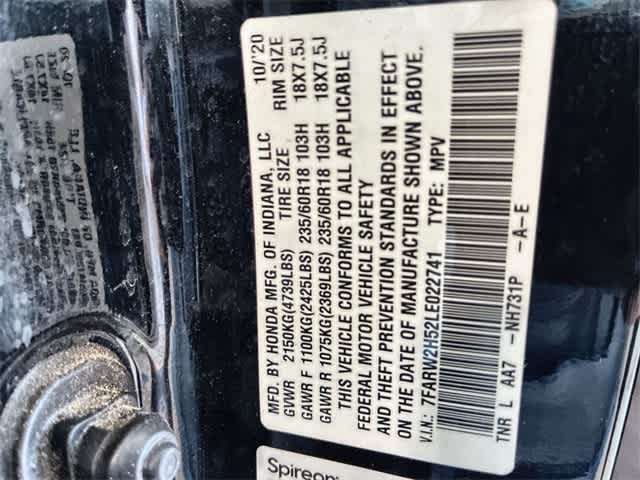 MFD. BY HONDA MFG. OF INDIANA, LLC 10/'20
GVWR 2150KG(4739LBS) TIRE SIZE RIM SIZE
GAWR F 1100KG(2425LBS) 235/60R18 103H 18X7.5J
GAWR R 1075KG(2369LBS) 235/60R18 103H 18X7.5J
THIS VEHICLE CONFORMS TO ALL APPLICABLE
FEDERAL MOTOR VEHICLE SAFETY
AND THEFT PREVENTION STANDARDS IN EFFECT
ON THE DATE OF MANUFACTURE SHOWN ABOVE.
V.I.N.: 7FARW2H52LE022741 TYPE: MPV
TNR L AA7 -NH731P -A-E
Spireon